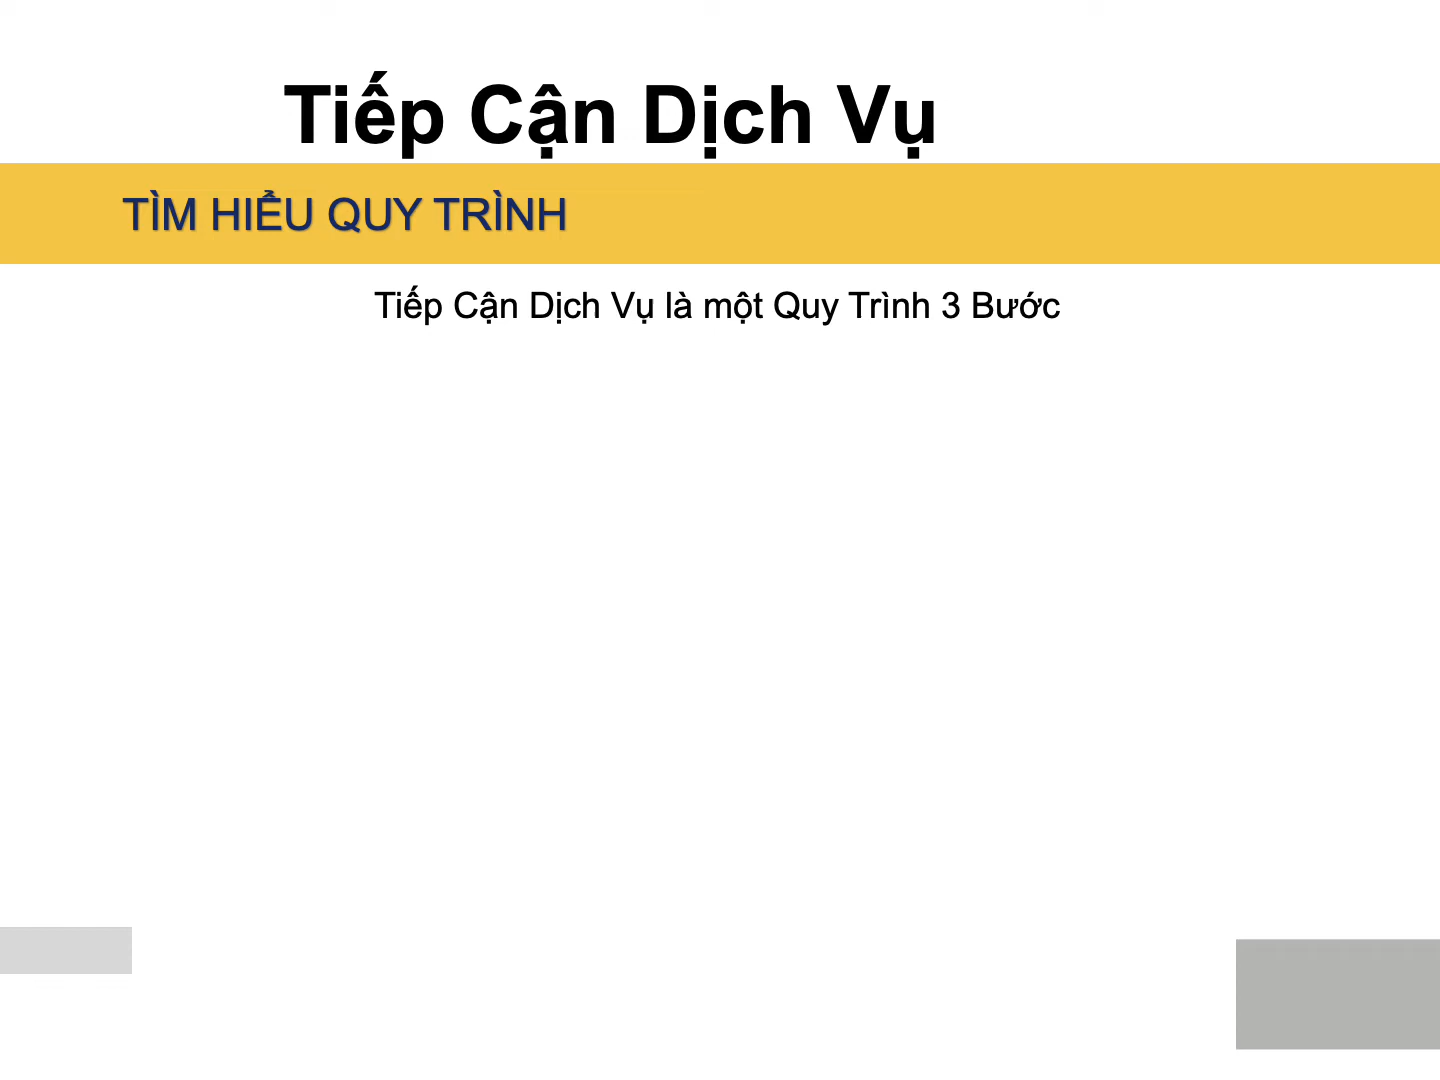 Tiếp Cận Dịch Vụ
TÌM HIỂU QUY TRÌNH
Tiếp Cận Dịch Vụ là một Quy Trình 3 Bước